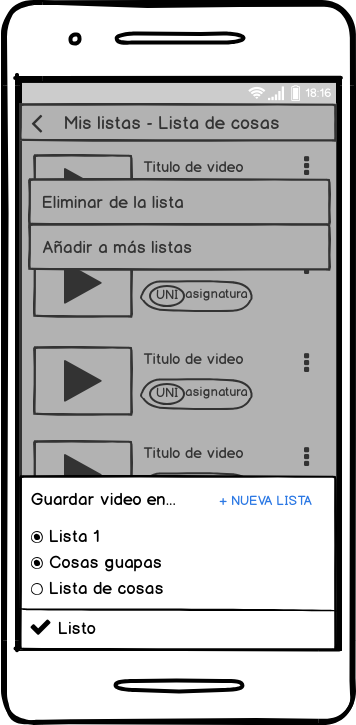 18:16
Mis listas - Lista de cosas
Titulo de video
Eliminar de la lista
Añadir a más listas
UNI asignatura
Titulo de video
UNI asignatura
Titulo de video
Guardar video en...
+ NUEVA LISTA
Lista 1
Cosas guapas
Lista de cosas
Listo